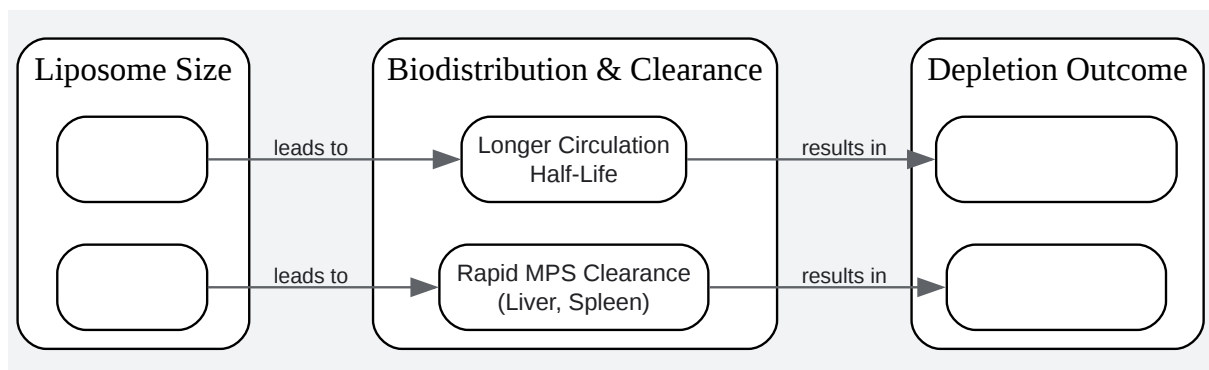 Liposome Size
Biodistribution & Clearance
Depletion Outcome
leads to
Longer Circulation
Half-Life
results in
leads to
Rapid MPS Clearance
(Liver, Spleen)
results in